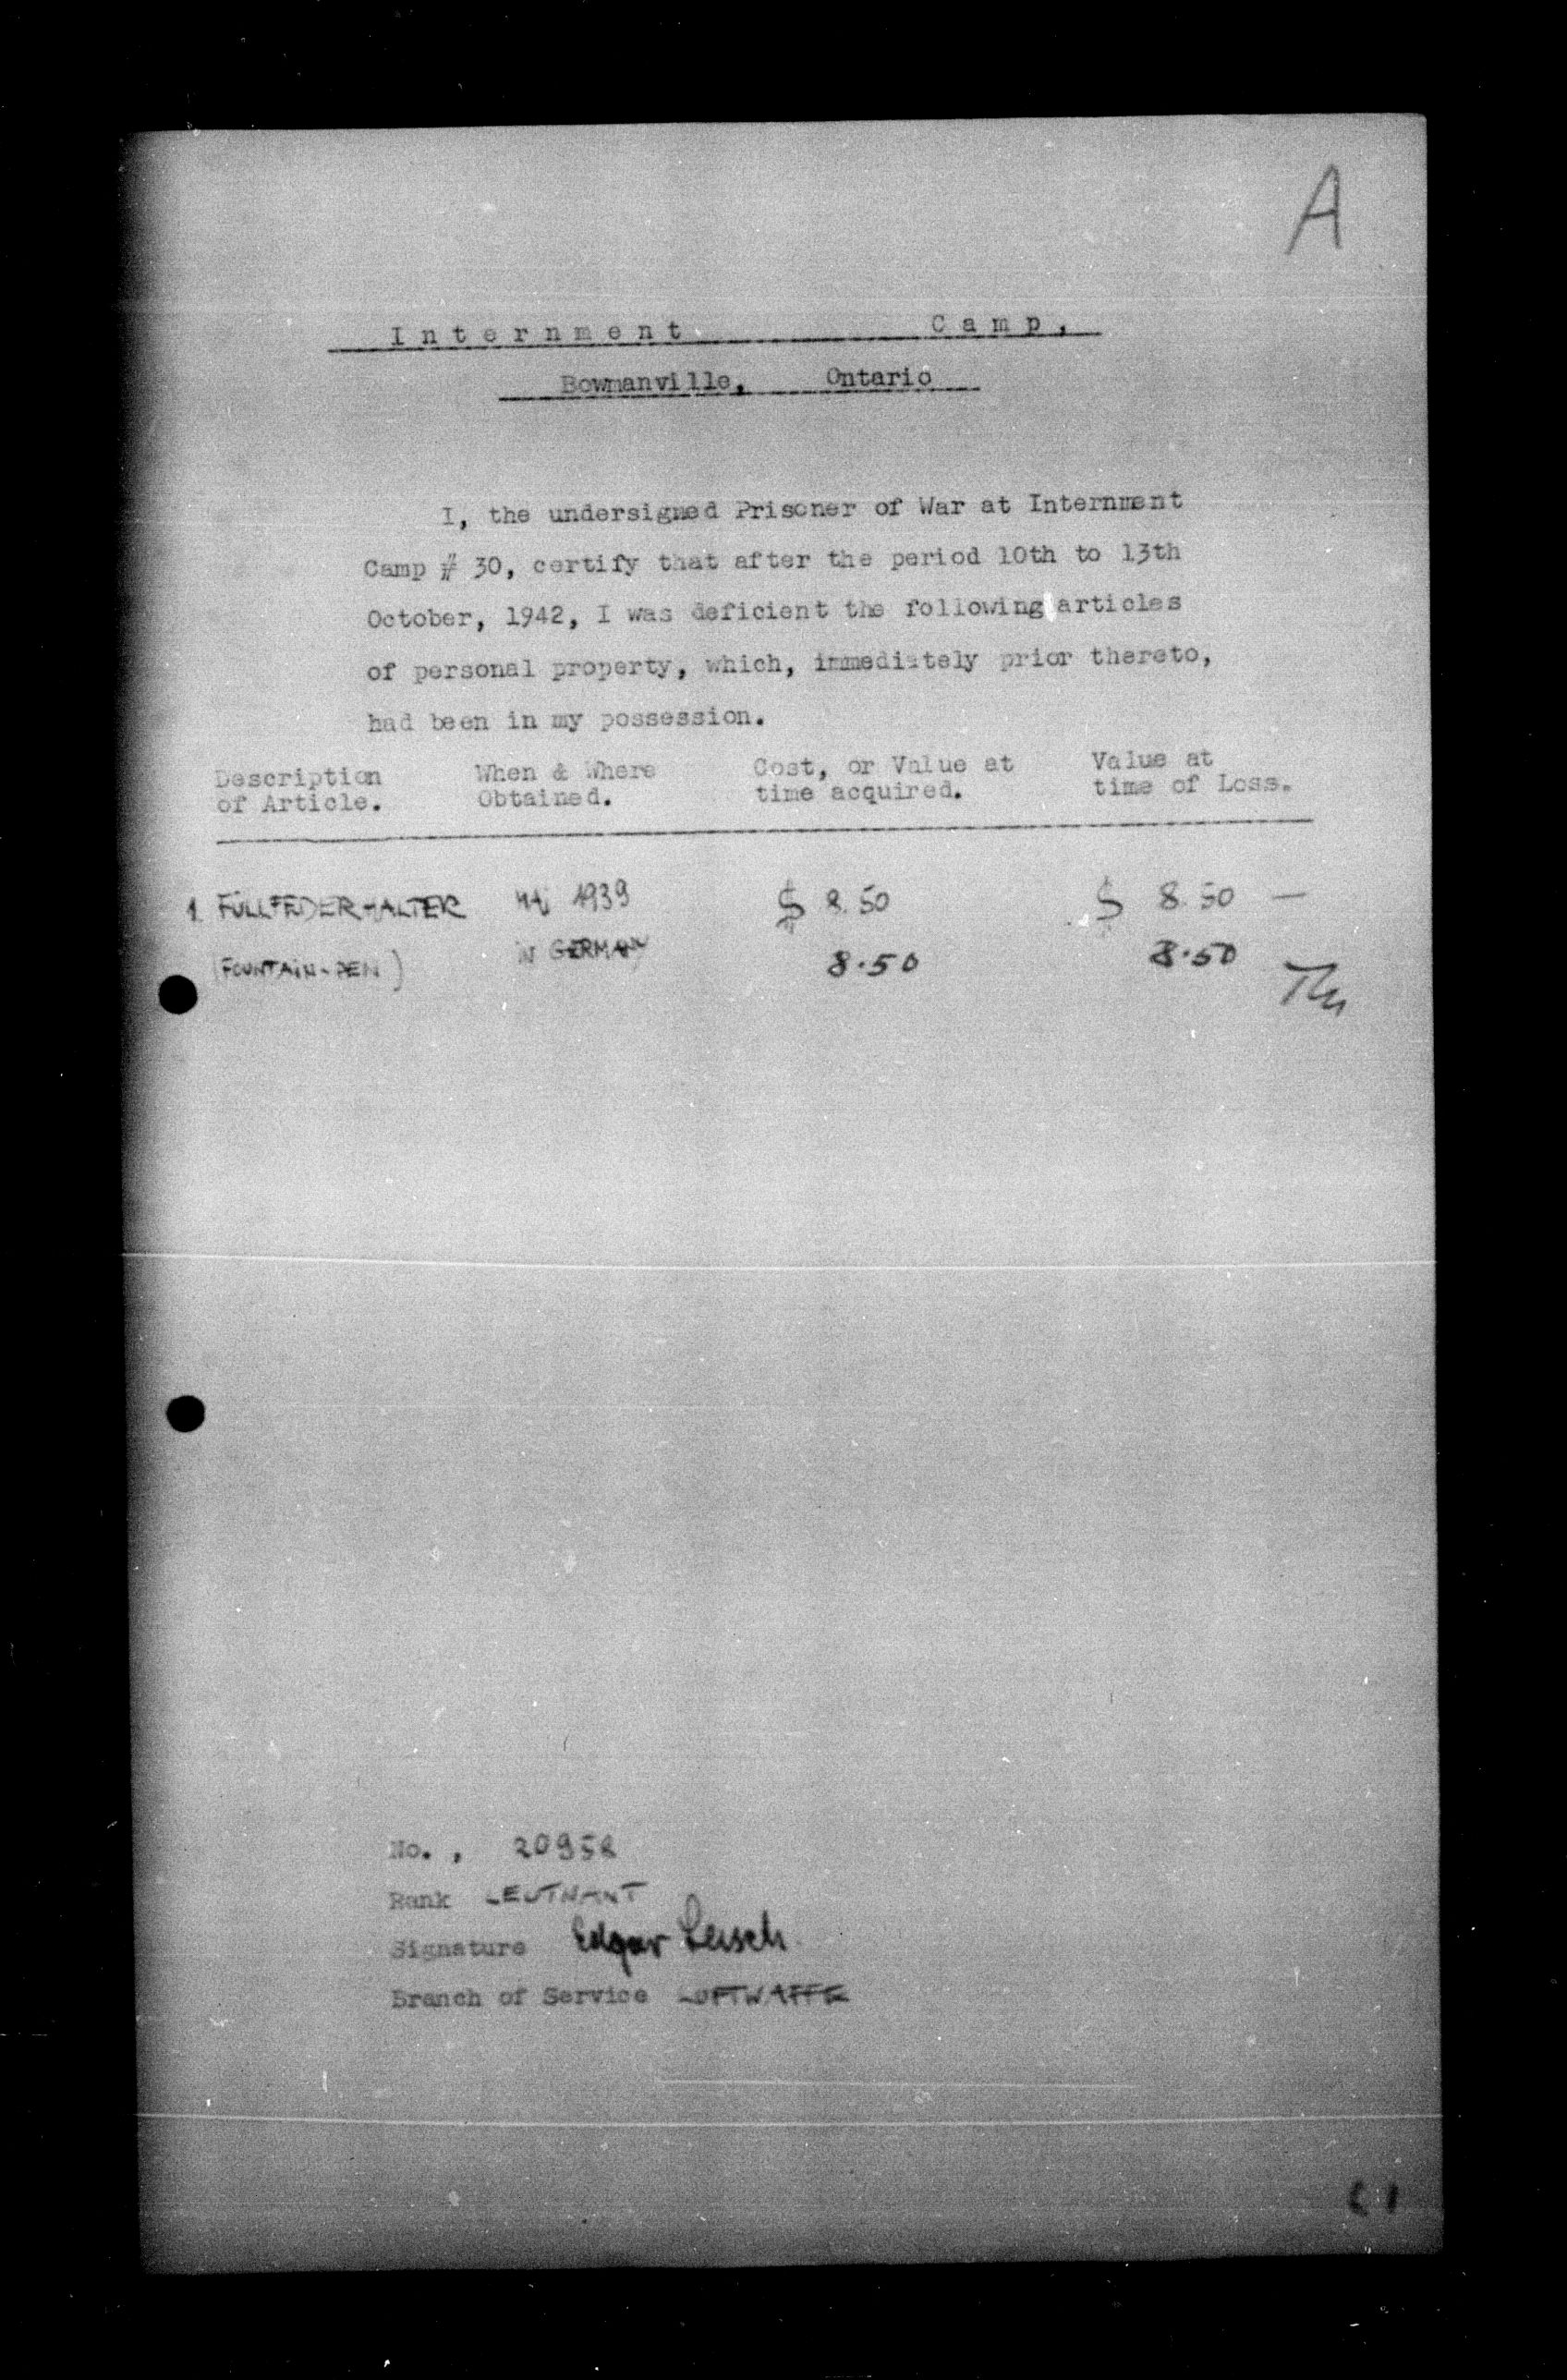 A
Internment Camp,
Bowmanville, Ontario
I, the undersigned Prisoner of War at Internment
Camp # 30, certify that after the period 10th to 13th
October, 1942, I was deficient the following articles
of personal property, which, immediately prior thereto,
had been in my possession.
Description of Article. When & Where Obtained. Cost, or Value at time acquired. Value at time of Loss.
1. FÜLLFEDERHALTER 1939 $ 8.50 $ 8.50 —
(FOUNTAIN-PEN) IN GERMANY 8.50 8.50
No., 20958
Rank LEUTNANT
Signature Edgar
Branch of Service LUFTWAFFE